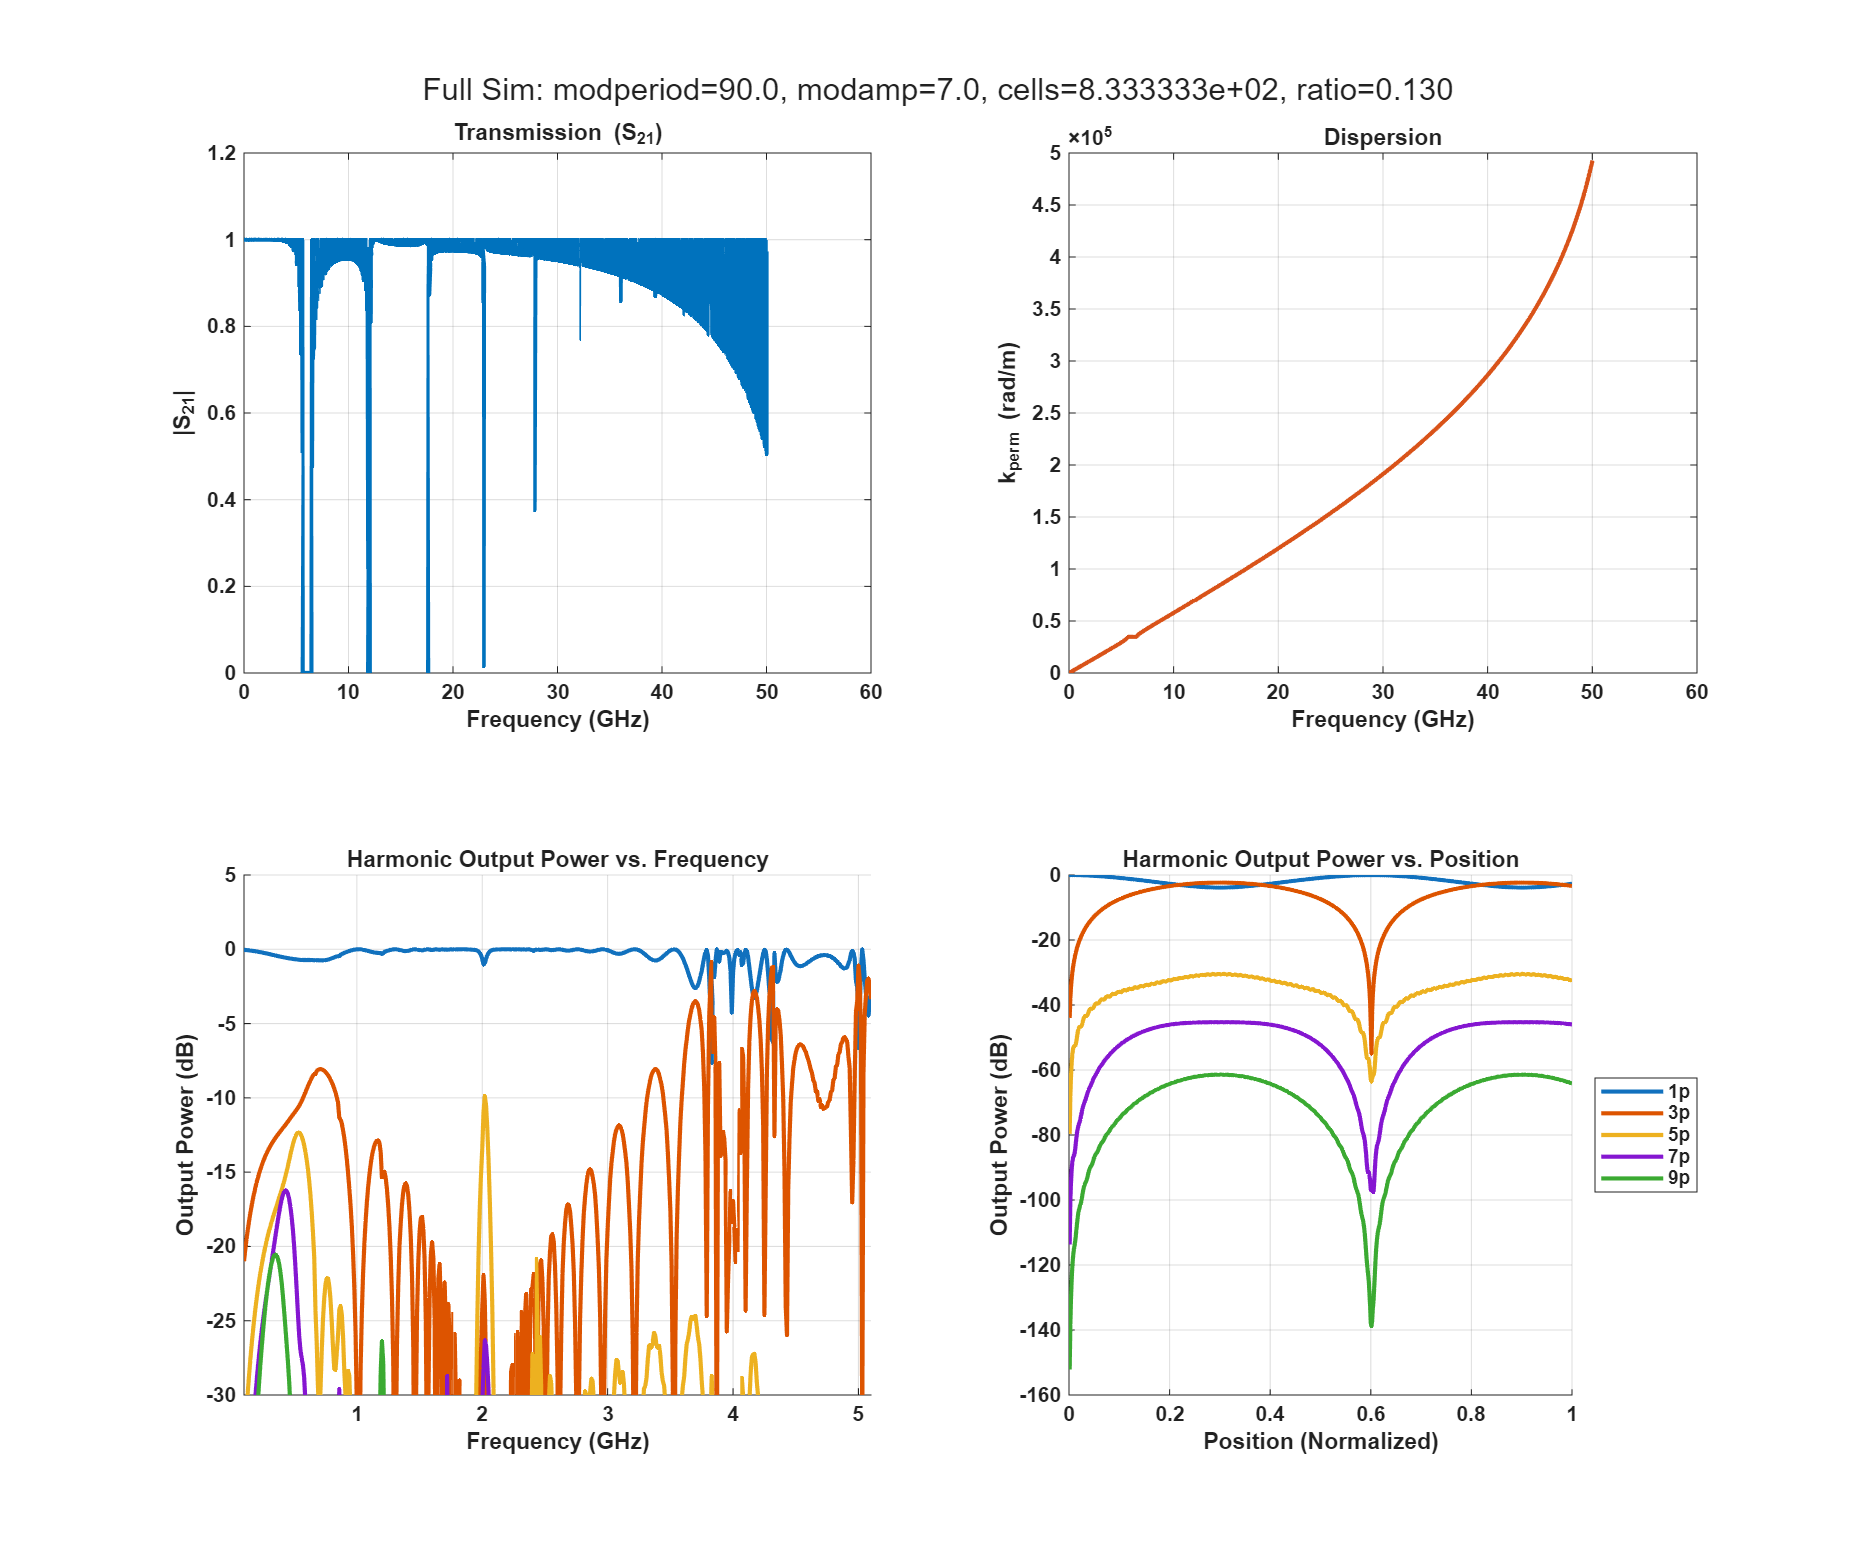 Full Sim: modperiod=90.0, modamp=7.0, cells=8.333333e+02, ratio=0.130
Transmission (S21)
1.2
1
0.8
0.6
0.4
0.2
0
|S21|
0 10 20 30 40 50 60
Frequency (GHz)
×10^5
Dispersion
5
4.5
4
3.5
3
2.5
2
1.5
1
0.5
0
kperm (rad/m)
0 10 20 30 40 50 60
Frequency (GHz)
Harmonic Output Power vs. Frequency
5
0
-5
-10
-15
-20
-25
-30
Output Power (dB)
1 2 3 4 5
Frequency (GHz)
Harmonic Output Power vs. Position
0
-20
-40
-60
-80
-100
-120
-140
-160
Output Power (dB)
0 0.2 0.4 0.6 0.8 1
Position (Normalized)
1p
3p
5p
7p
9p